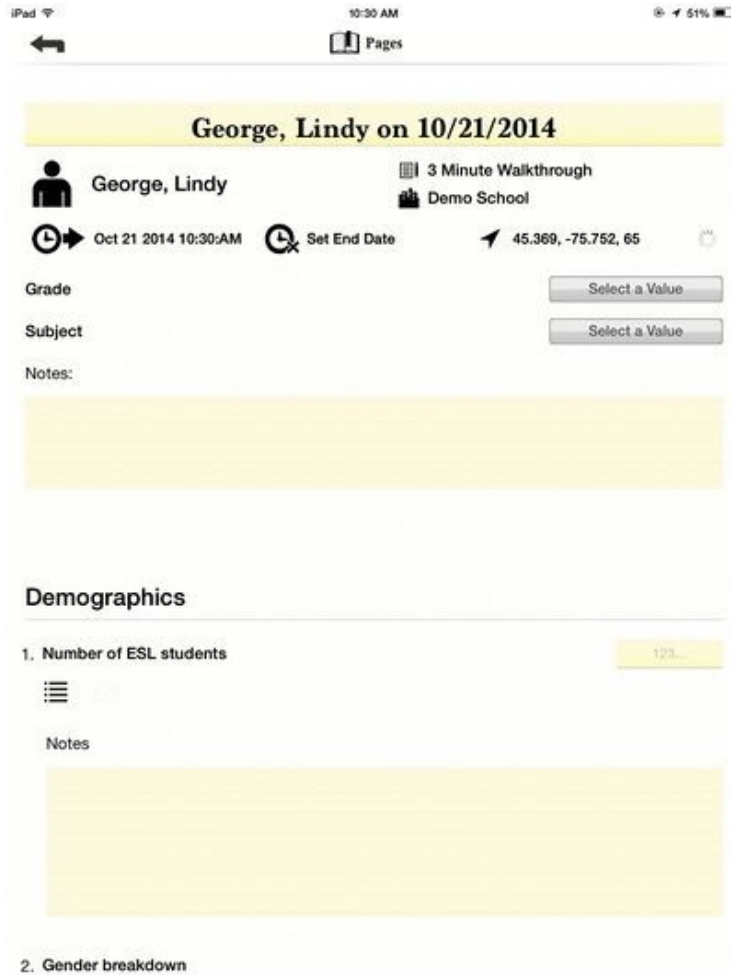 iPad 10:30 AM 51%
Pages
George, Lindy on 10/21/2014
George, Lindy
3 Minute Walkthrough
Demo School
Oct 21 2014 10:30:AM Set End Date 45.369, -75.752, 65
Grade Select a Value
Subject Select a Value
Notes:
Demographics
1. Number of ESL students 123...
Notes
2. Gender breakdown